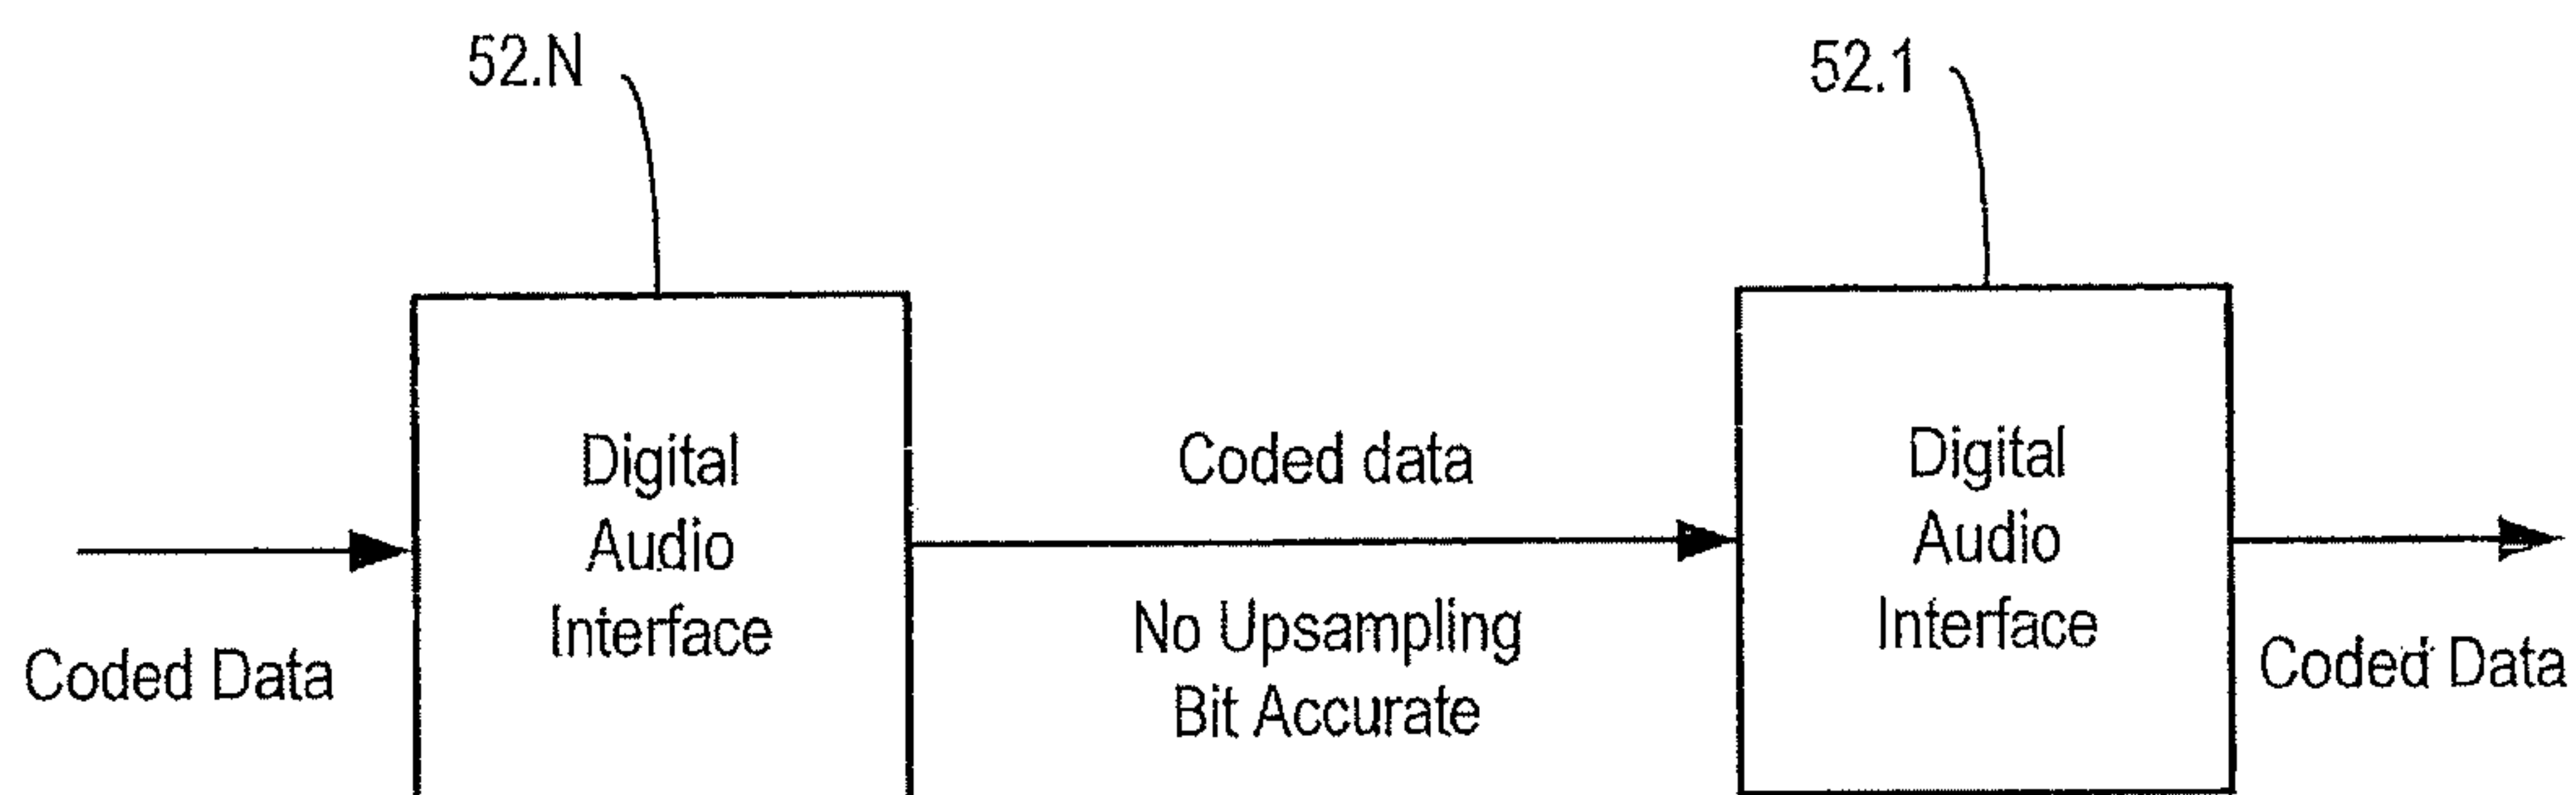 52.N
52.1
Digital
Audio
Interface
Coded data
No Upsampling
Bit Accurate
Digital
Audio
Interface
Coded Data
Coded Data